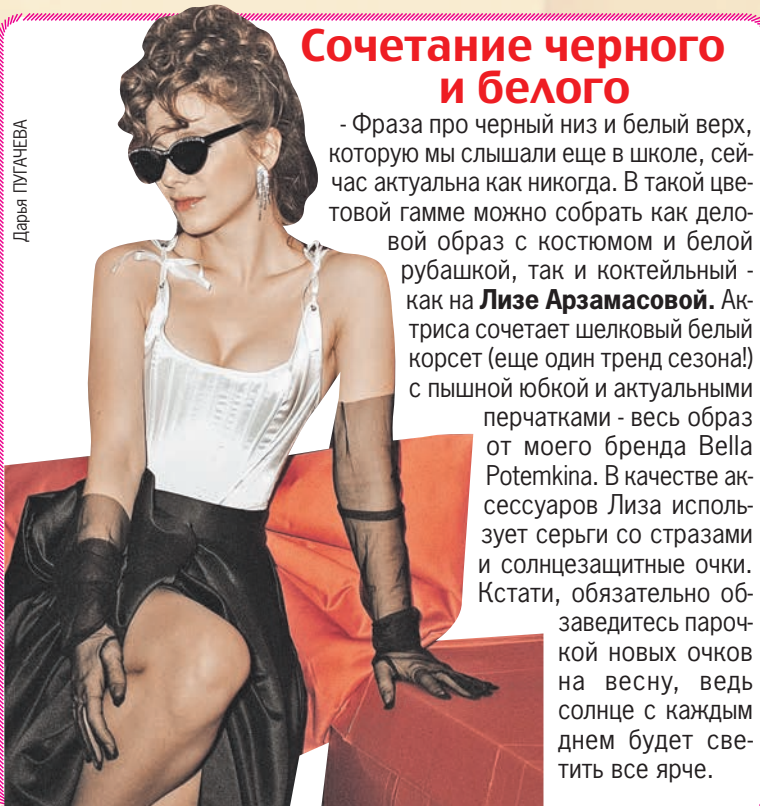 Сочетание черного
и белого
Дарья ПУГАЧЕВА
- Фраза про черный низ и белый верх,
которую мы слышали еще в школе, сей-
час актуальна как никогда. В такой цве-
товой гамме можно собрать как дело-
вой образ с костюмом и белой
рубашкой, так и коктейльный -
как на Лизе Арзамасовой. Ак-
триса сочетает шелковый белый
корсет (еще один тренд сезона!)
с пышной юбкой и актуальными
перчатками - весь образ
от моего бренда Bella
Potemkina. В качестве ак-
сессуаров Лиза исполь-
зует серьги со стразами
и солнцезащитные очки.
Кстати, обязательно об-
заведитесь пароч-
кой новых очков
на весну, ведь
солнце с каждым
днем будет све-
тить все ярче.